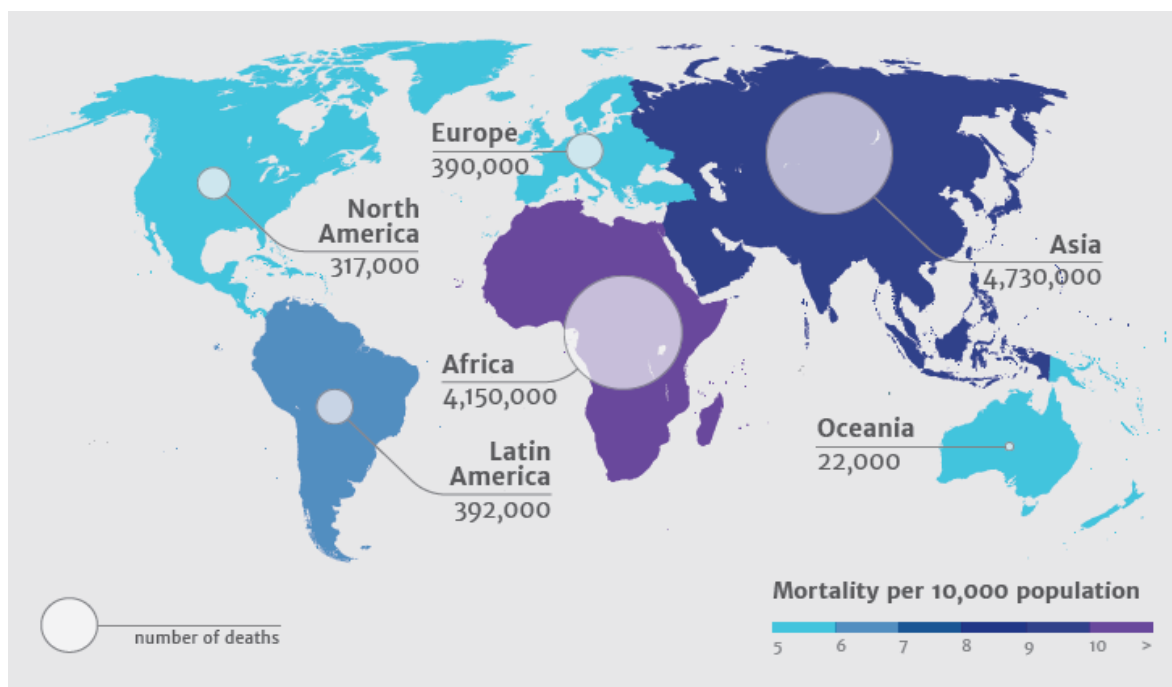 Europe
390,000
North
America
317,000
Asia
4,730,000
Africa
4,150,000
Oceania
22,000
Latin
America
392,000
Mortality per 10,000 population
number of deaths
5 6 7 8 9 10 >